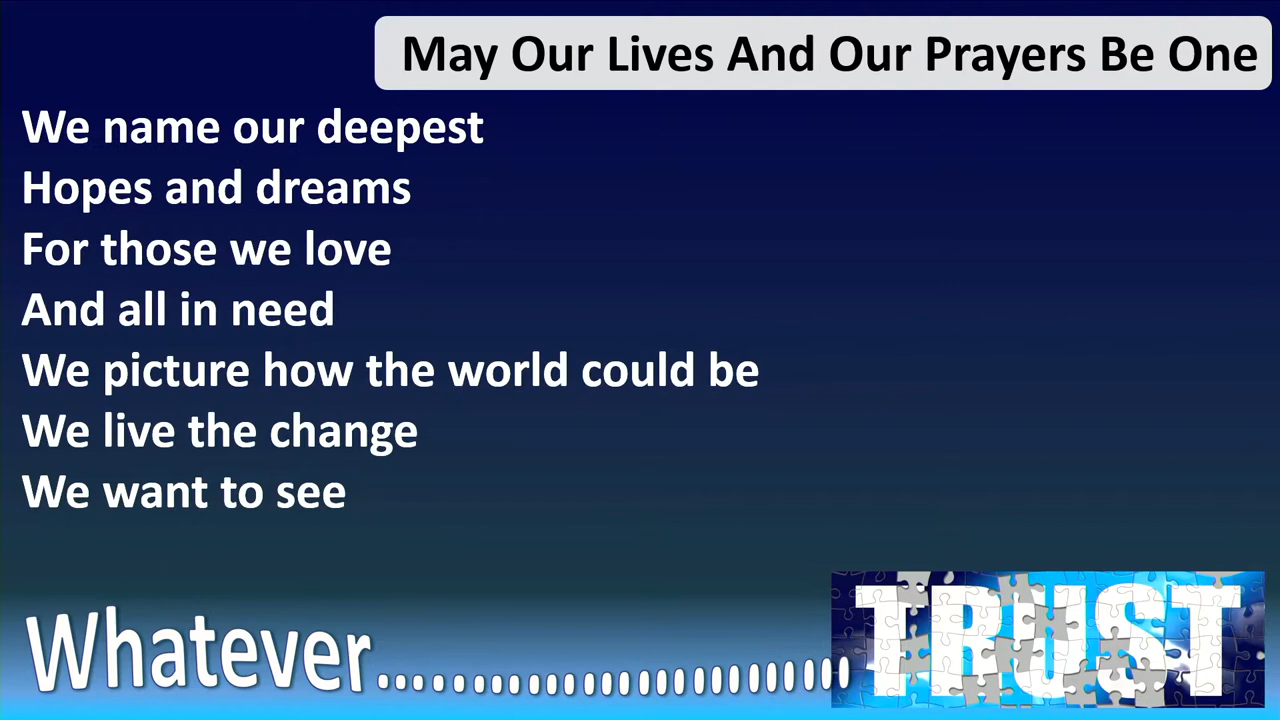 May Our Lives And Our Prayers Be One
We name our deepest
Hopes and dreams
For those we love
And all in need
We picture how the world could be
We live the change
We want to see
Whatever.......................... TRUST